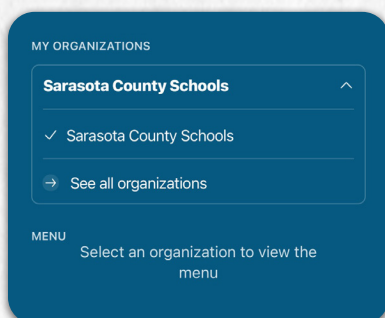 MY ORGANIZATIONS
Sarasota County Schools
Sarasota County Schools
See all organizations
MENU
Select an organization to view the
menu